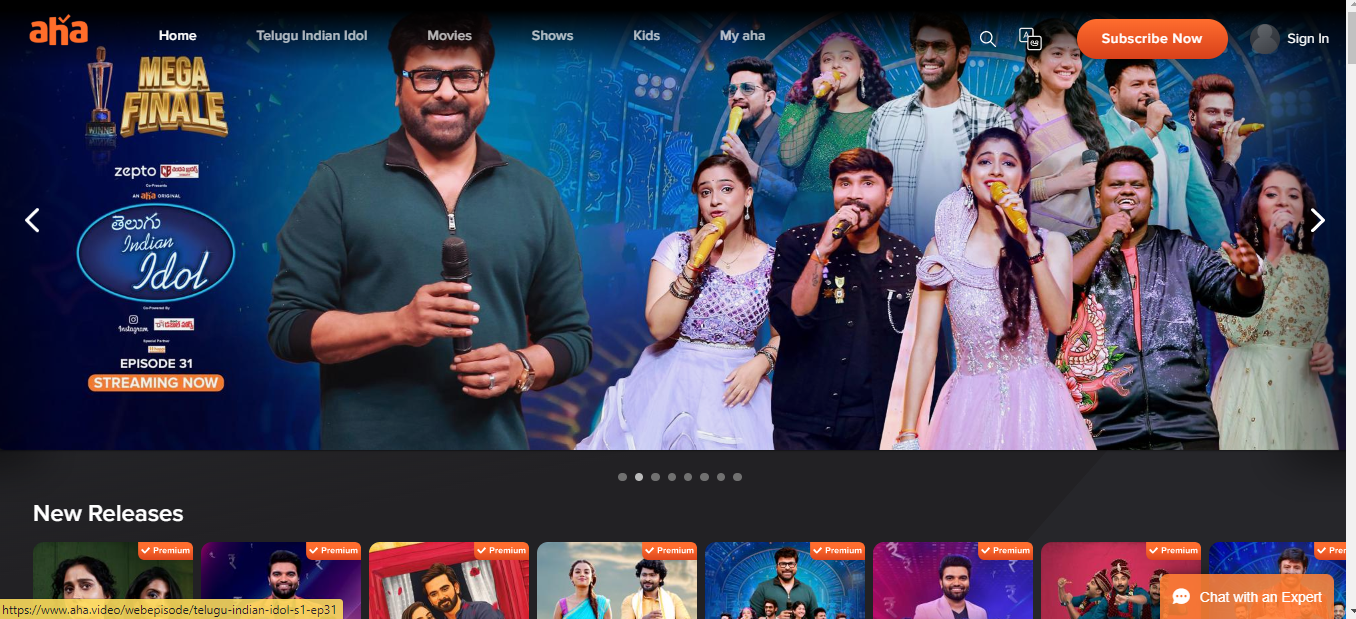 aha
Home
Telugu Indian Idol
Movies
Shows
Kids
My aha
Subscribe Now
Sign In
MEGA
FINALE
WINNER
zepto
Co-Presents
AN aha ORIGINAL
తెలుగు
Indian
Idol
Co-Powered By
Instagram
Special Partner
EPISODE 31
STREAMING NOW
New Releases
Premium
Premium
Premium
Premium
Premium
Premium
Premium
Prem
https://www.aha.video/webepisode/telugu-indian-idol-s1-ep31
Chat with an Expert